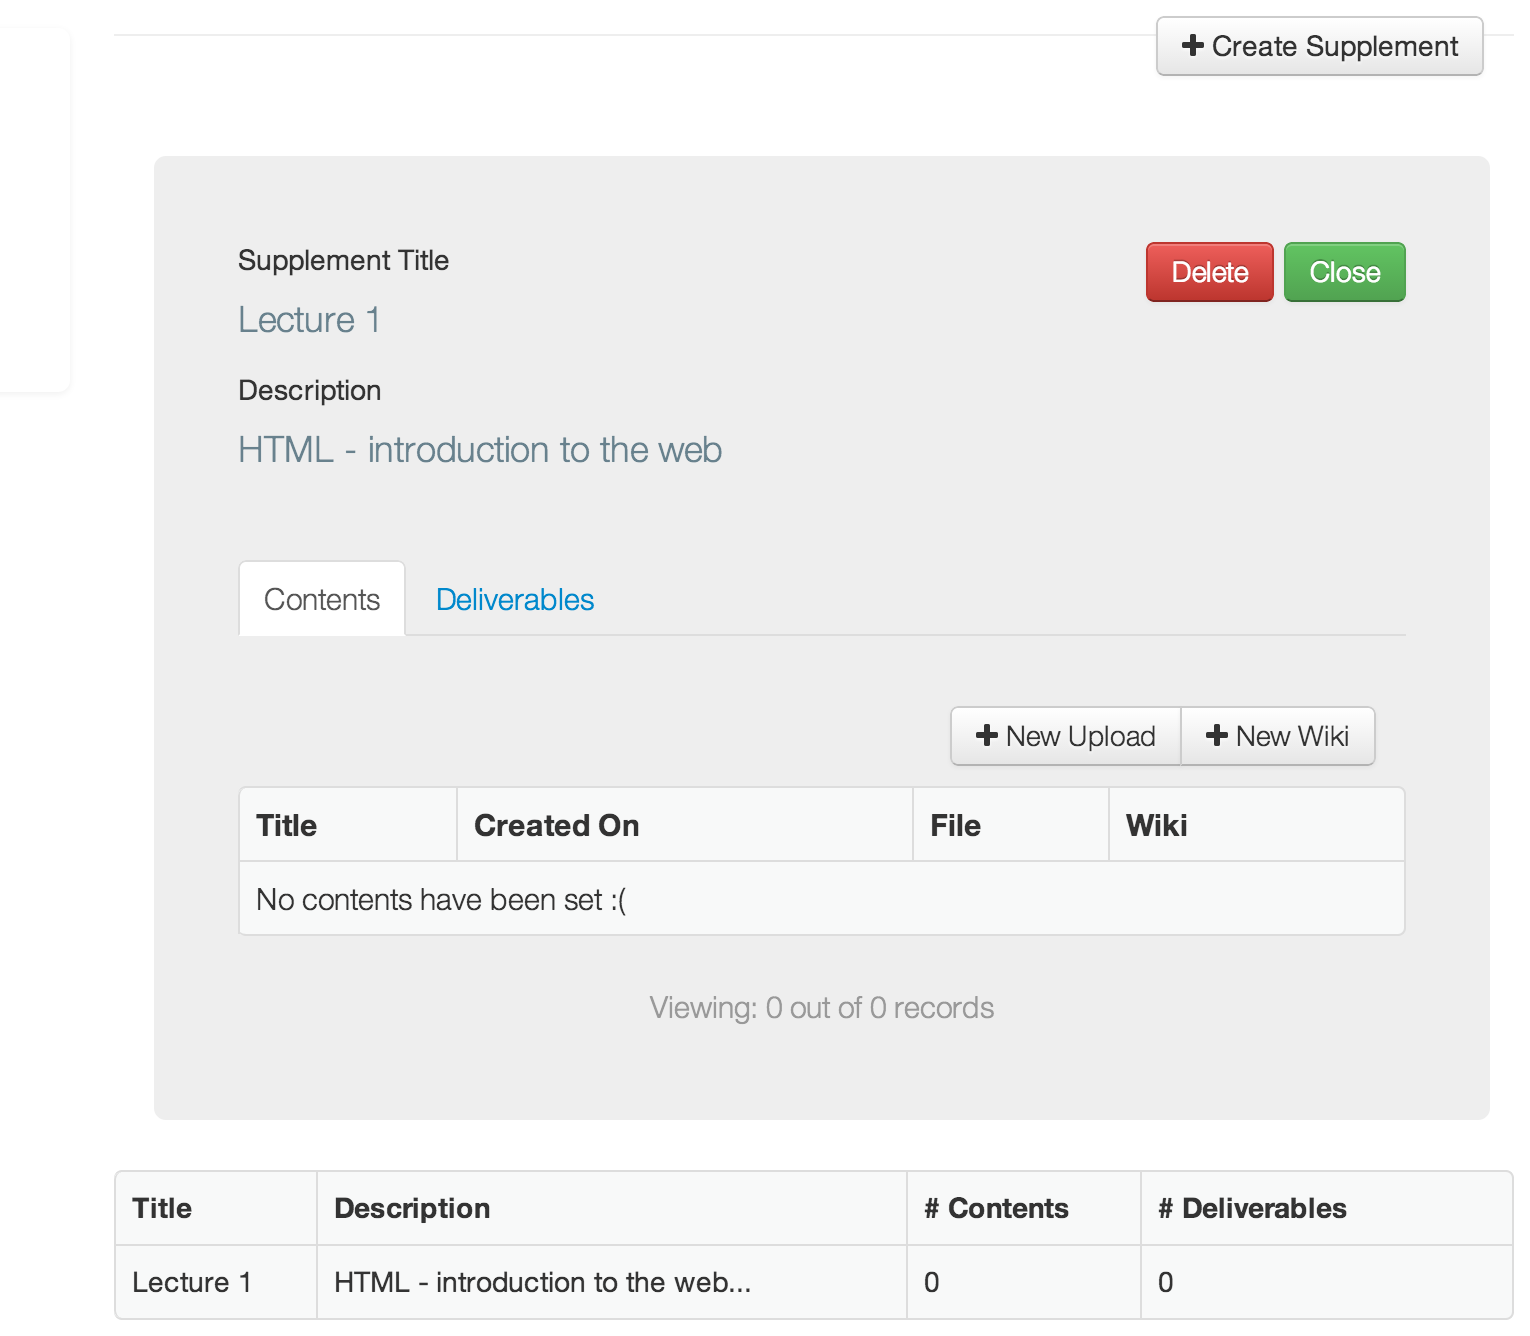 Create Supplement
Supplement Title
Delete Close
Lecture 1
Description
HTML - introduction to the web
Contents Deliverables
New Upload New Wiki
Title Created On File Wiki
No contents have been set :(
Viewing: 0 out of 0 records
Title Description # Contents # Deliverables
Lecture 1 HTML - introduction to the web... 0 0